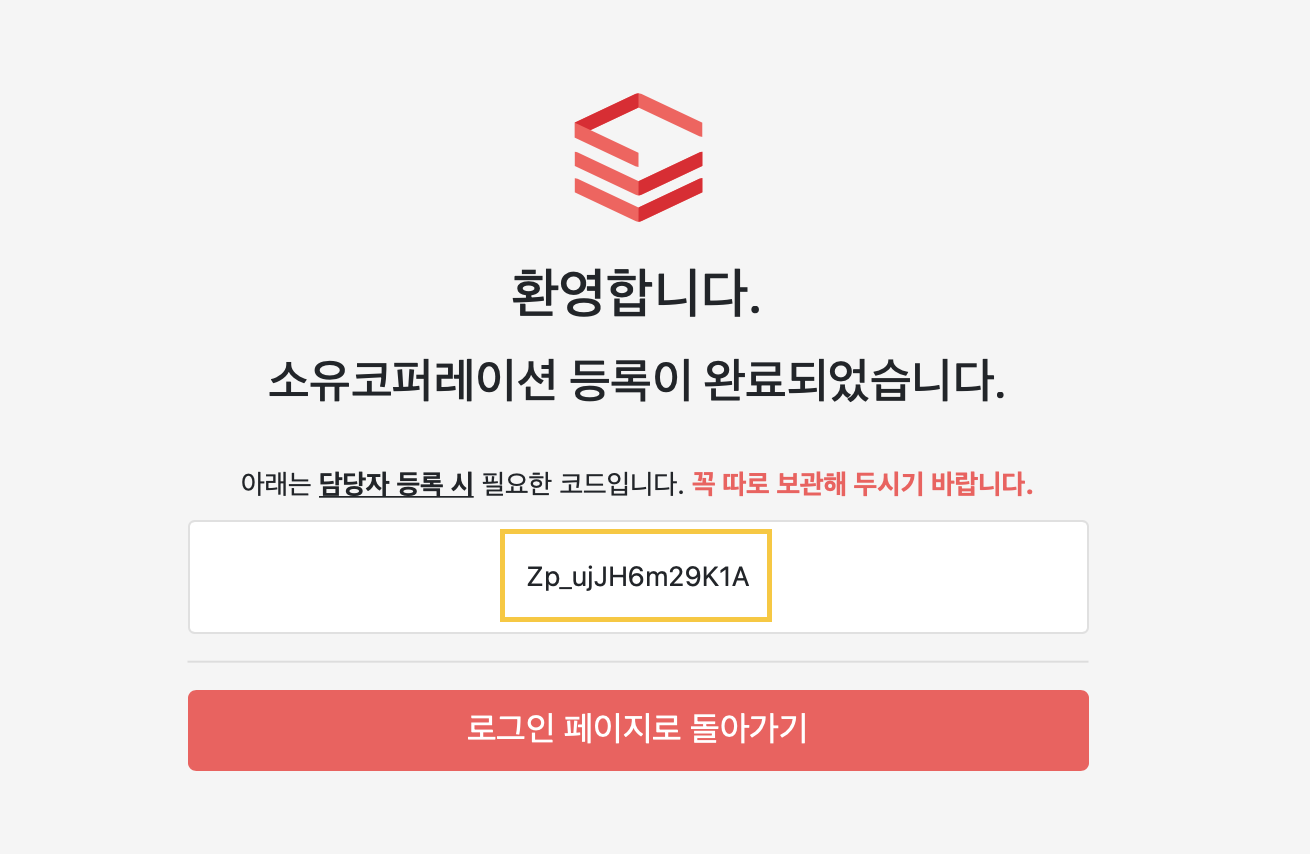 환영합니다.
소유코퍼레이션 등록이 완료되었습니다.
아래는 담당자 등록 시 필요한 코드입니다. 꼭 따로 보관해 두시기 바랍니다.
Zp_ujJH6m29K1A
로그인 페이지로 돌아가기